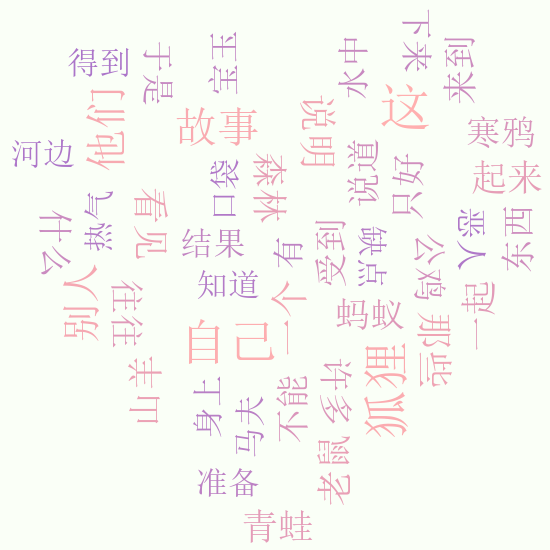 下来
宝玉
水中
来到
得到
于是
他们
故事
说明
这
寒鸦
河边
口袋
森林
说道
只好
起来
什么
热气
看见
结果
有
受到
缺点
公鸡
恶人
东西
知道
别人
往往
自己
一个
蚂蚁
那些
一起
山羊
身上
马夫
不能
许多
狐狸
老鼠
准备
青蛙